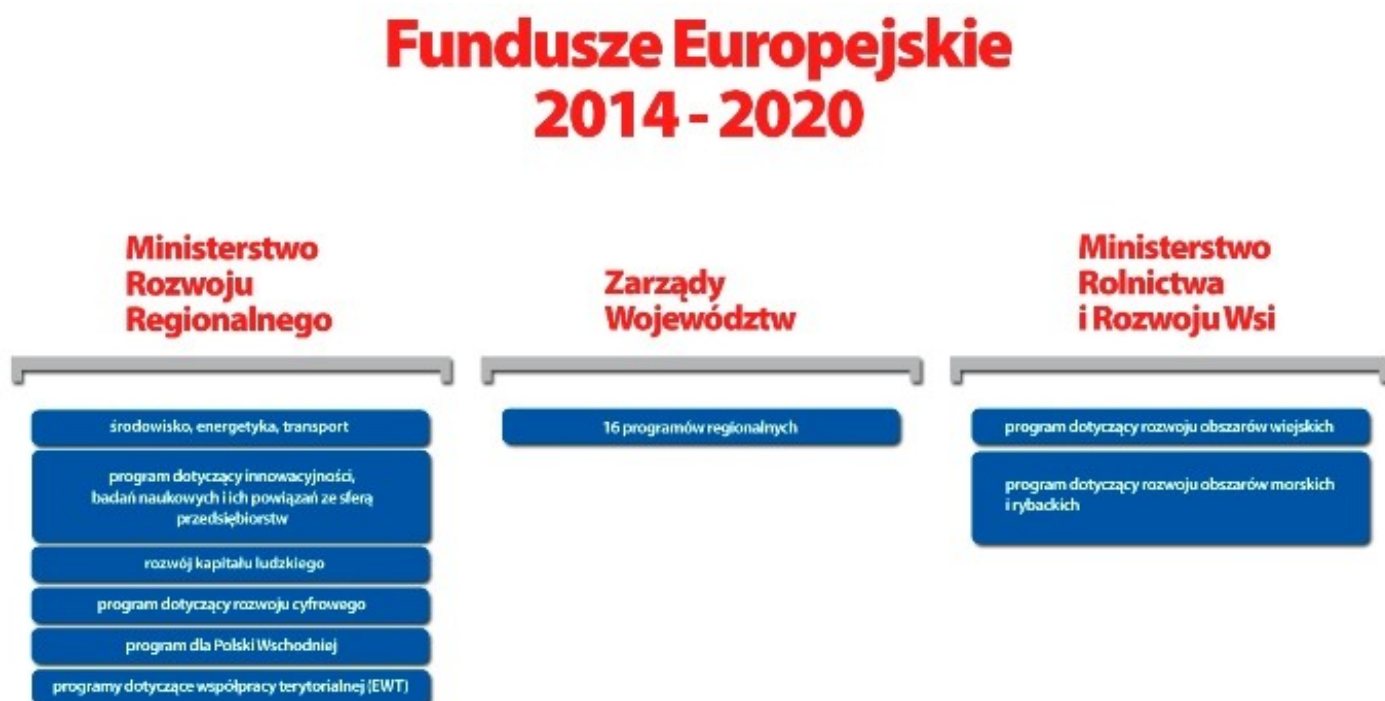 Fundusze Europejskie
2014 - 2020
Ministerstwo
Rozwoju
Regionalnego
środowisko, energetyka, transport
program dotyczący innowacyjności,
badań naukowych i ich powiązań ze sferą
przedsiębiorstw
rozwój kapitału ludzkiego
program dotyczący rozwoju cyfrowego
program dla Polski Wschodniej
programy dotyczące współpracy terytorialnej (EWT)
Zarządy
Województw
16 programów regionalnych
Ministerstwo
Rolnictwa
i Rozwoju Wsi
program dotyczący rozwoju obszarów wiejskich
program dotyczący rozwoju obszarów morskich
i rybackich